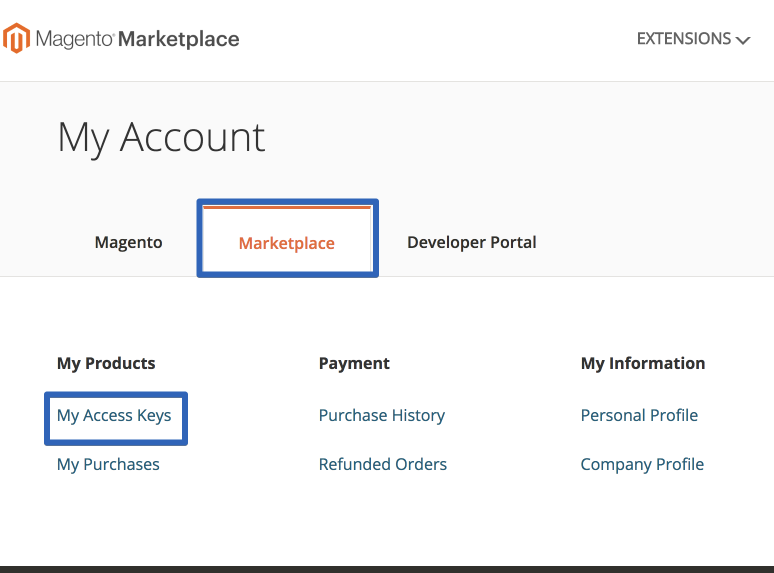 Magento® Marketplace
EXTENSIONS
My Account
Magento
Marketplace
Developer Portal
My Products
Payment
My Information
My Access Keys
Purchase History
Personal Profile
My Purchases
Refunded Orders
Company Profile